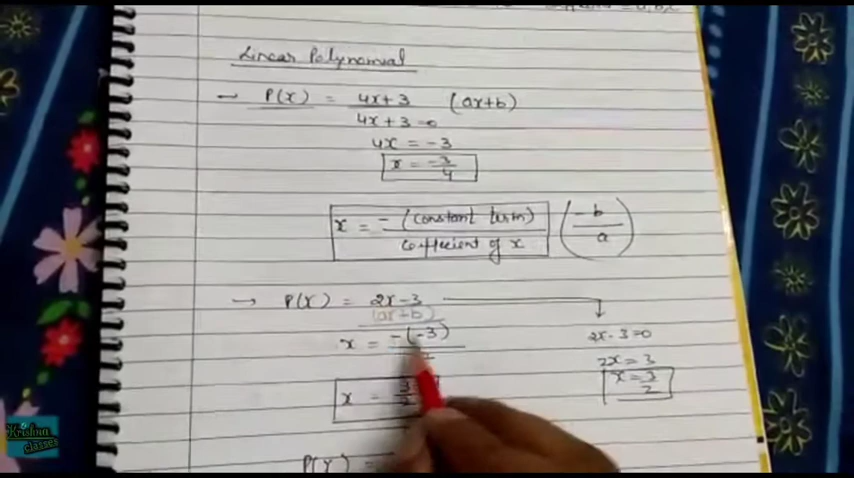 Linear Polynomial
→ P(x) = 4x+3 (ax+b)
4x+3=0
4x = -3
x = -3/4
x = -(constant term)/coefficient of x (-b/a)
→ P(x) = 2x-3
(ax+b)
x = -(-3)
x = 3/2
2x-3=0
2x = 3
x = 3/2
P(x) =
Krishna
classes